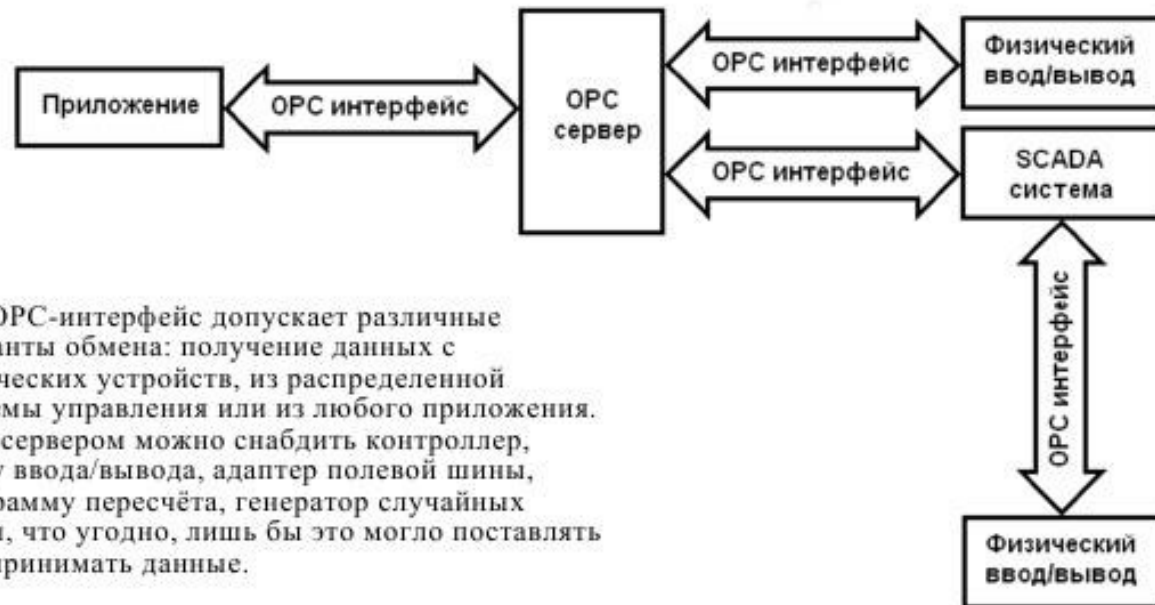 Приложение
OPC интерфейс
OPC
сервер
OPC интерфейс
Физический
ввод/вывод
OPC интерфейс
SCADA
система
OPC интерфейс
Физический
ввод/вывод
OPC-интерфейс допускает различные
обмена: получение данных с
устройств, из распределенной
управления или из любого приложения.
сервером можно снабдить контроллер,
ввода/вывода, адаптер полевой шины,
пересчёта, генератор случайных
что угодно, лишь бы это могло поставлять
принимать данные.